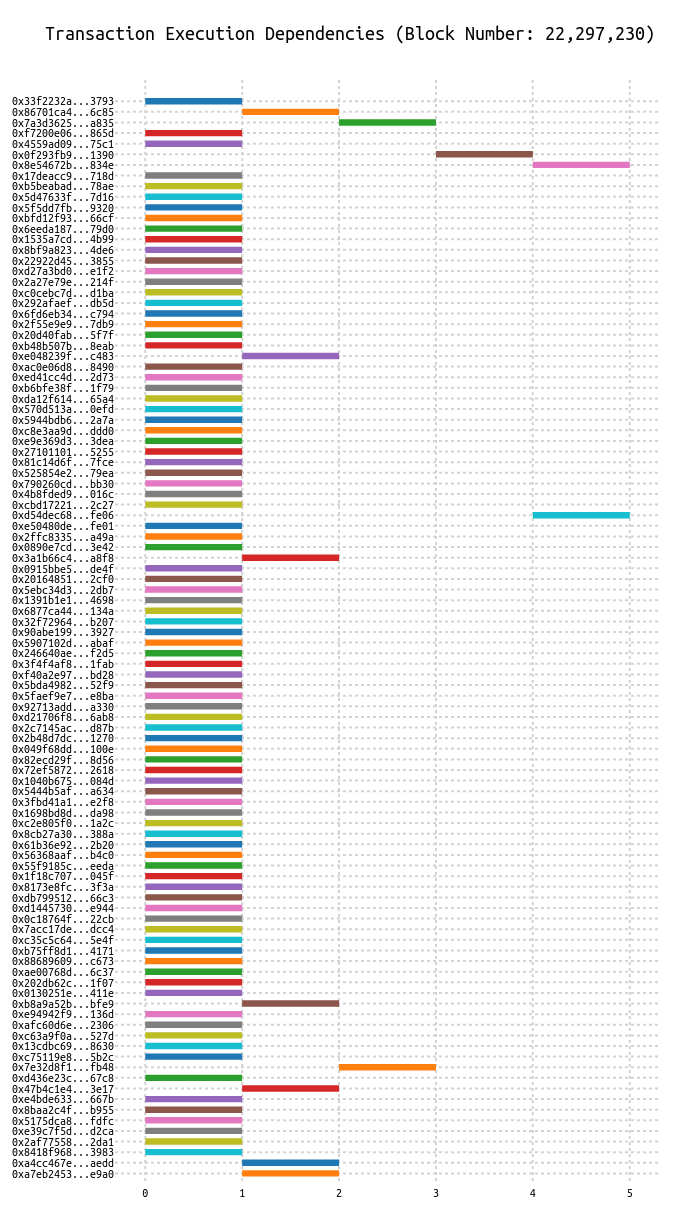 Transaction Execution Dependencies (Block Number: 22,297,230)
0x33f2232a...3793
0x86701ca4...6c85
0x7a3d3625...a835
0xf7200e06...865d
0x4559ad09...75c1
0x0f293fb9...1390
0x8e54672b...834e
0x17deacc9...718d
0xb5beabad...78ae
0x5d47633f...7d16
0x5f5dd7fb...9320
0xbfd12f93...66cf
0x6eeda187...79d0
0x1535a7cd...4b99
0x8bf9a823...4de6
0x22922d45...3855
0xd27a3bd0...e1f2
0x2a27e79e...214f
0xc0cebc7d...d1ba
0x292afaef...db5d
0x6fd6eb34...c794
0x2f55e9e9...7db9
0x20d40fab...5f7f
0xb48b507b...8eab
0xe048239f...c483
0xac0e06d8...8490
0xed41cc4d...2d73
0xb6bfe38f...1f79
0xda12f614...65a4
0x570d513a...0efd
0x5944bdb6...2a7a
0xc8e3aa9d...ddd0
0xe9e369d3...3dea
0x27101101...5255
0x81c14d6f...7fce
0x525854e2...79ea
0x790260cd...bb30
0x4b8fded9...016c
0xcbd17221...2c27
0xd54dec68...fe06
0xe50480de...fe01
0x2ffc8335...a49a
0x0890e7cd...3e42
0x3a1b66c4...a8f8
0x0915bbe5...de4f
0x20164851...2cf0
0x5ebc34d3...2db7
0x1391b1e1...4698
0x6877ca44...134a
0x32f72964...b207
0x90abe199...3927
0x5907102d...abaf
0x246640ae...f2d5
0x3f4f4af8...1fab
0xf40a2e97...bd28
0x5bda4982...52f9
0x5faef9e7...e8ba
0x92713add...a330
0xd21706f8...6ab8
0x2c7145ac...d87b
0x2b48d7dc...1270
0x049f68dd...100e
0x82ecd29f...8d56
0x72ef5872...2618
0x1040b675...084d
0x5444b5af...a634
0x3fbd41a1...e2f8
0x1698bd8d...da98
0xc2e805f0...1a2c
0x8cb27a30...388a
0x61b36e92...2b20
0x56368aaf...b4c0
0x55f9185c...eeda
0x1f18c707...045f
0x8173e8fc...3f3a
0xdb799512...66c3
0xd1445730...e944
0x0c18764f...22cb
0x7acc17de...dcc4
0xc35c5c64...5e4f
0xb75ff8d1...4171
0x88689609...c673
0xae00768d...6c37
0x202db62c...1f07
0x0130251e...411e
0xb8a9a52b...bfe9
0xe94942f9...136d
0xafc60d6e...2306
0xc63a9f0a...527d
0x13cdbc69...8630
0xc75119e8...5b2c
0x7e32d8f1...fb48
0xd436e23c...67c8
0x47b4c1e4...3e17
0xe4bde633...667b
0x8baa2c4f...b955
0x5175dca8...fdfc
0xe39c7f5d...d2ca
0x2af77558...2da1
0x8418f968...3983
0xa4cc467e...aedd
0xa7eb2453...e9a0
0 1 2 3 4 5